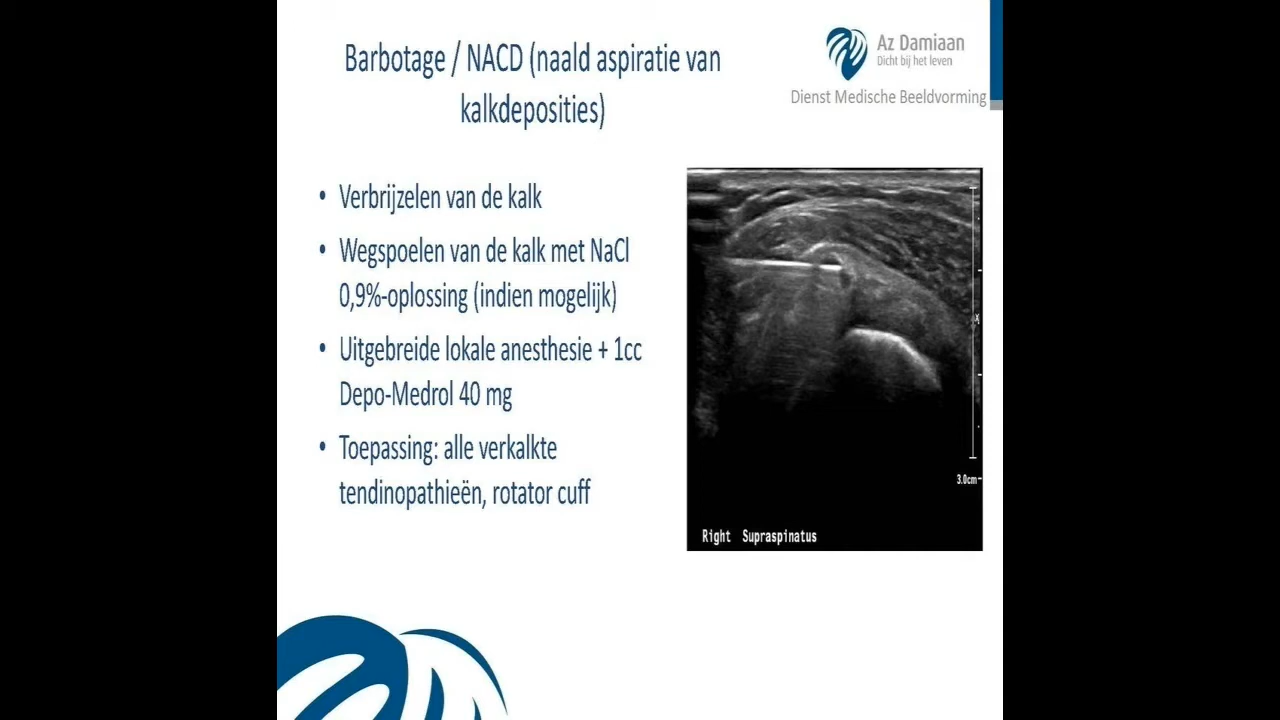 Barbotage / NACD (naald aspiratie van
kalkdeposities)
Az Damiaan
Dicht bij het leven
Dienst Medische Beeldvorming
• Verbrijzelen van de kalk
• Wegspoelen van de kalk met NaCl
0,9%-oplossing (indien mogelijk)
• Uitgebreide lokale anesthesie + 1cc
Depo-Medrol 40 mg
• Toepassing: alle verkalkte
tendinopathieën, rotator cuff
X
3.0cm
Right Supraspinatus